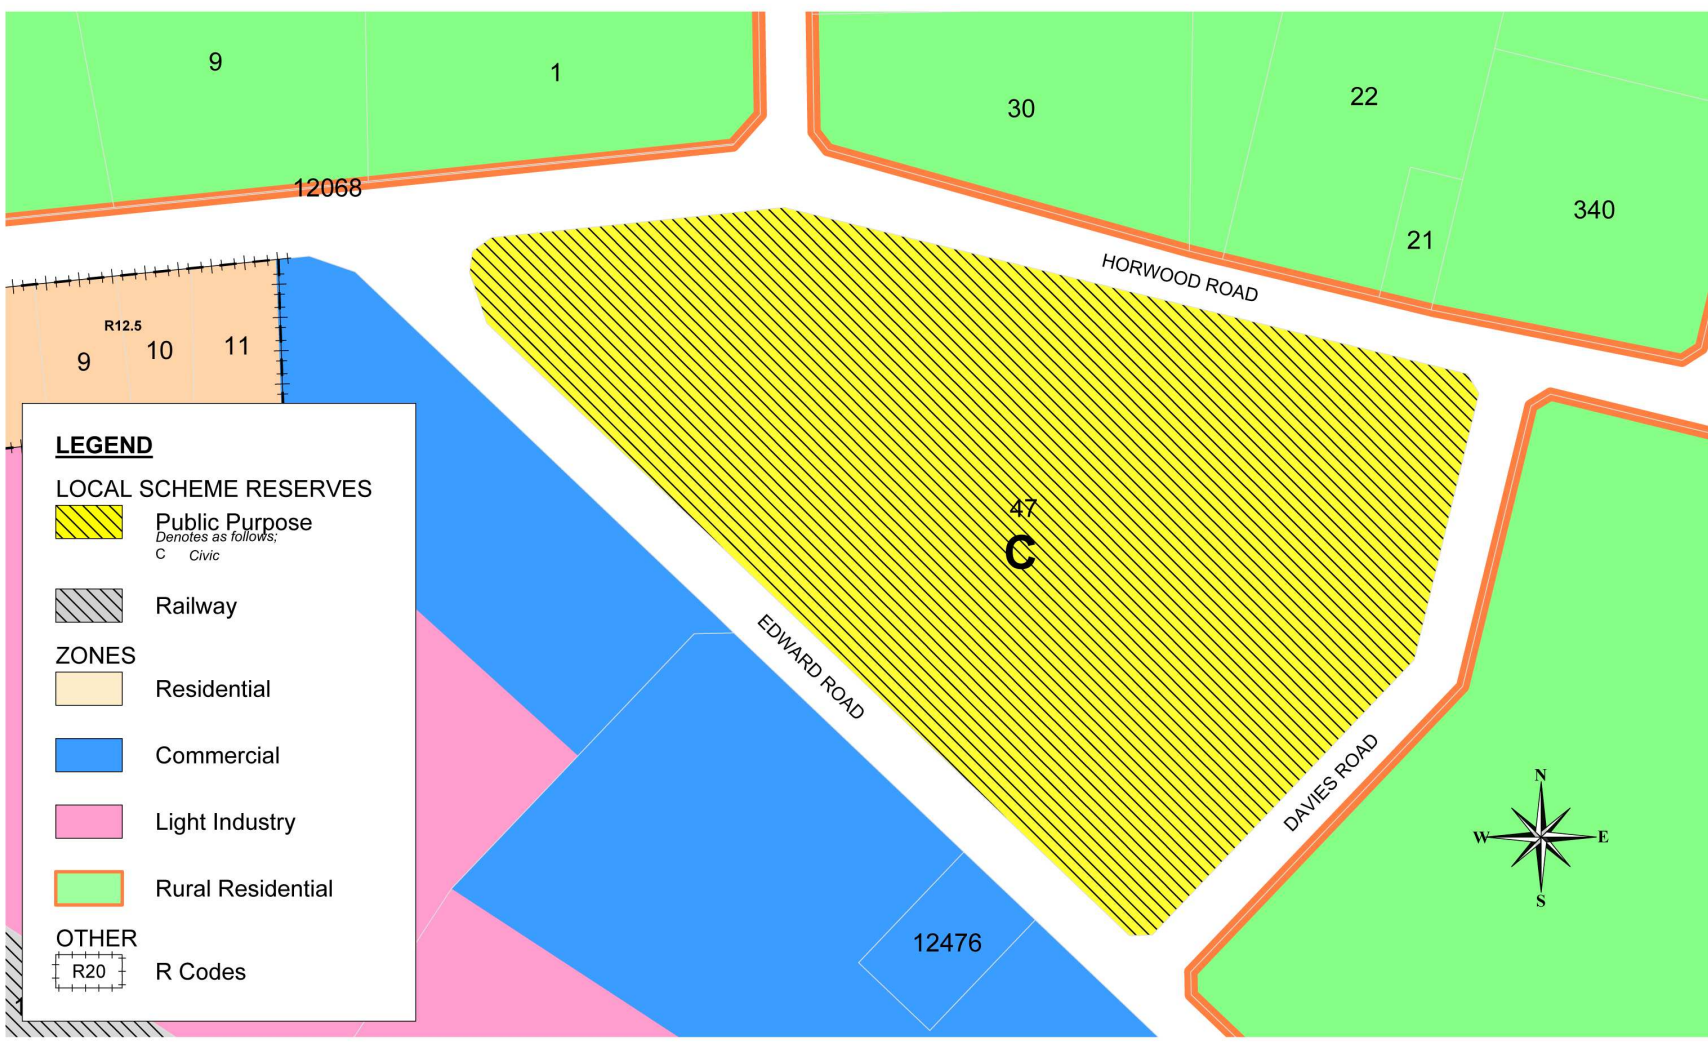 9
1
30
22
12068
21
340
HORWOOD ROAD
R12.5
9
10
11
47
C
EDWARD ROAD
DAVIES ROAD
12476
N
W
E
S
LEGEND
LOCAL SCHEME RESERVES
Public Purpose
Denotes as follows;
C Civic
Railway
ZONES
Residential
Commercial
Light Industry
Rural Residential
OTHER
R20 R Codes